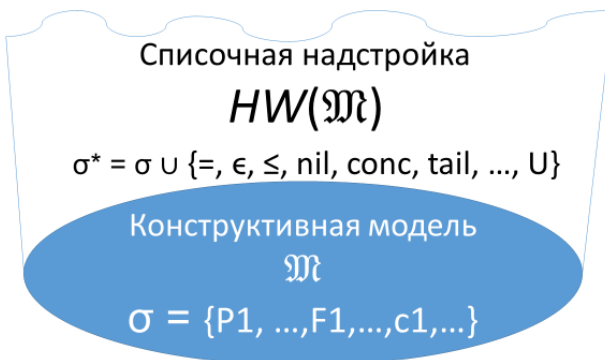 Списочная надстройка
HW(𝔐)
σ* = σ ∪ {=, ϵ, ≤, nil, conc, tail, ..., U}
Конструктивная модель
𝔐
σ = {P1, ...,F1,...,c1,...}